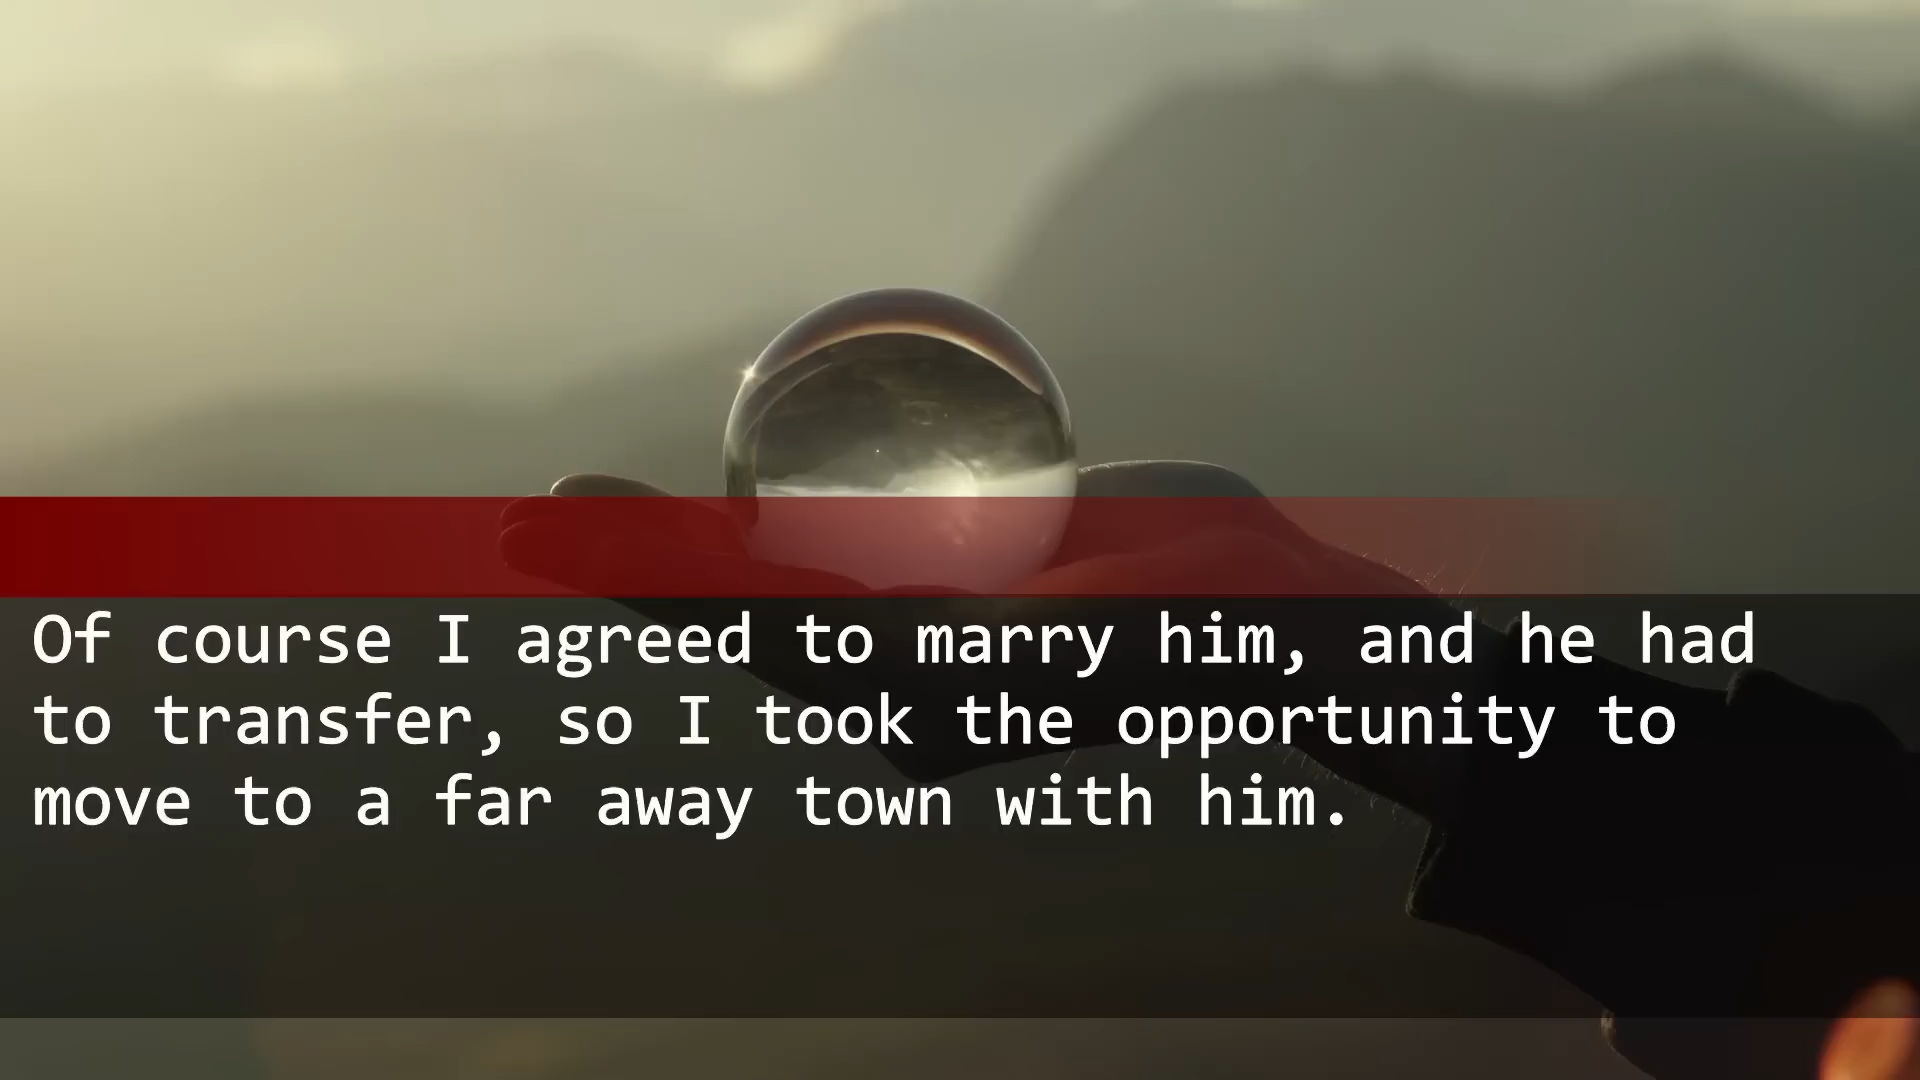 Of course I agreed to marry him, and he had
to transfer, so I took the opportunity to
move to a far away town with him.